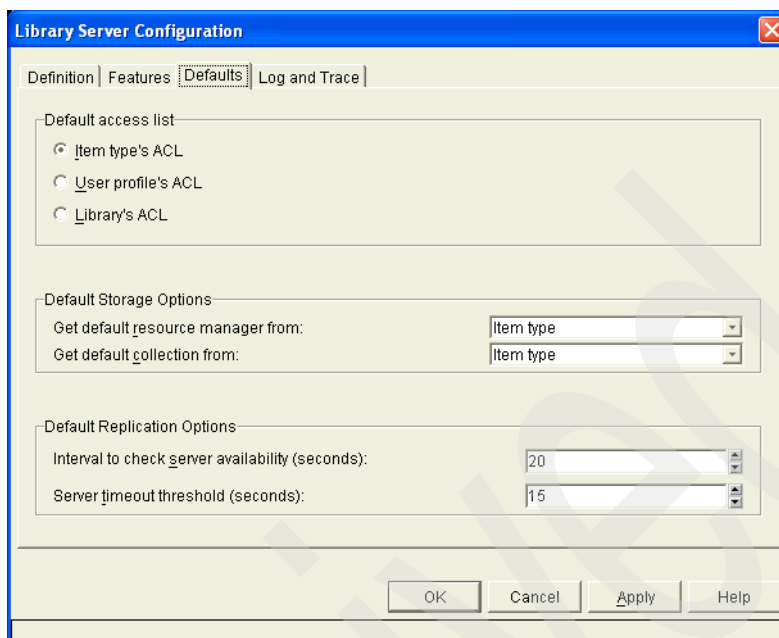 Library Server Configuration
Definition Features Defaults Log and Trace
Default access list
Item type's ACL
User profile's ACL
Library's ACL
Default Storage Options
Get default resource manager from: Item type
Get default collection from: Item type
Default Replication Options
Interval to check server availability (seconds): 20
Server timeout threshold (seconds): 15
OK Cancel Apply Help